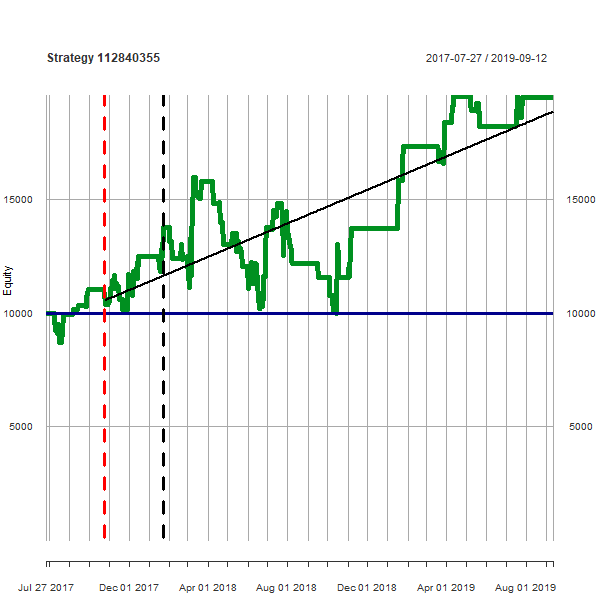 Strategy 112840355
2017-07-27 / 2019-09-12
15000
15000
Equity
10000
10000
5000
5000
Jul 27 2017
Dec 01 2017
Apr 01 2018
Aug 01 2018
Dec 01 2018
Apr 01 2019
Aug 01 2019